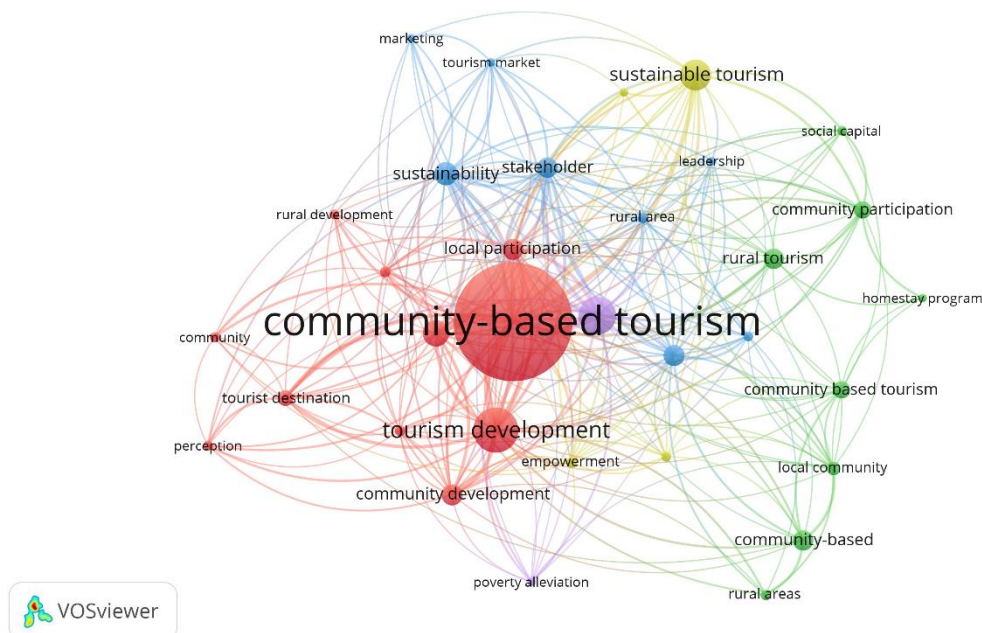 marketing
tourism market
sustainable tourism
social capital
leadership
sustainability
stakeholder
rural development
rural area
community participation
local participation
rural tourism
homestay program
community-based tourism
community
tourist destination
community based tourism
tourism development
perception
empowerment
local community
community development
community-based
poverty alleviation
rural areas
VOSviewer